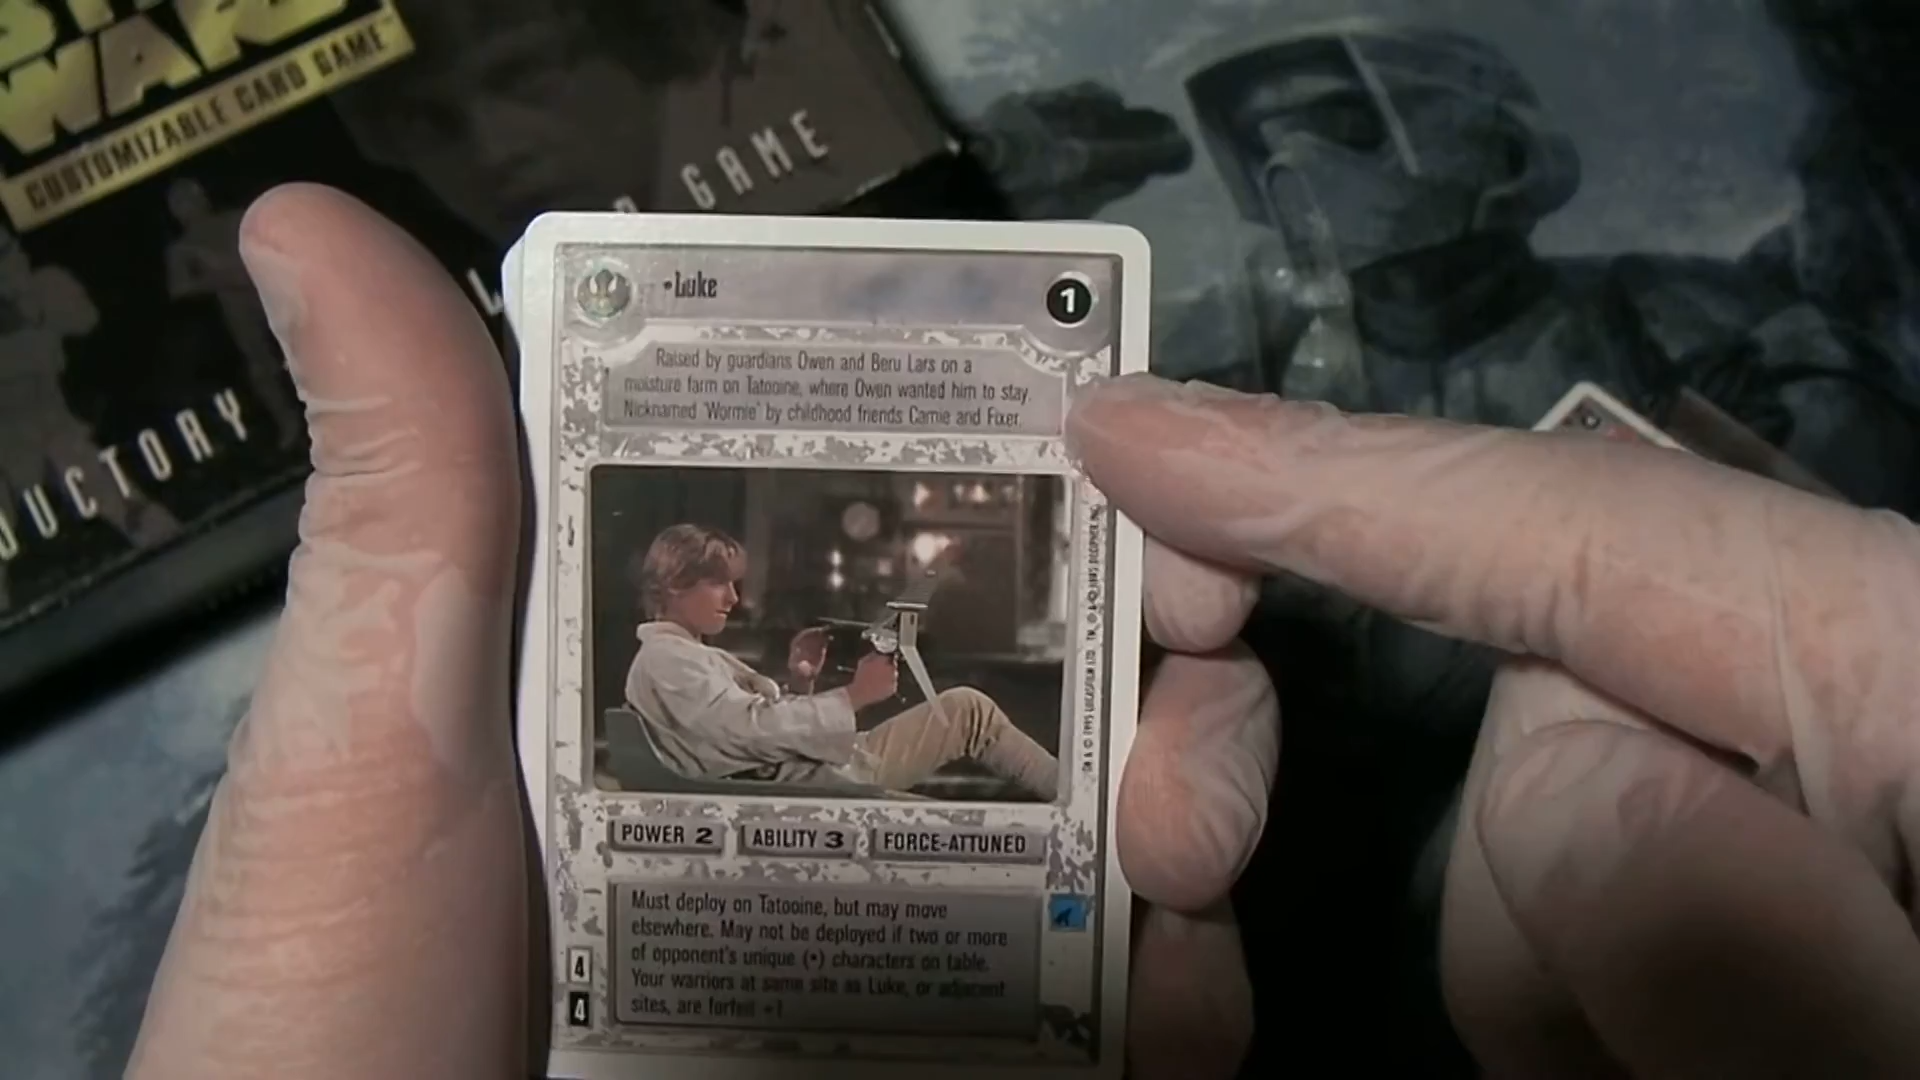 WARS
CUSTOMIZABLE CARD GAME™
GAME
UCTORY
•Luke
1
Raised by guardians Owen and Beru Lars on a
moisture farm on Tatooine, where Owen wanted him to stay.
Nicknamed 'Wormie' by childhood friends Camie and Fixer.
POWER 2 ABILITY 3 FORCE-ATTUNED
Must deploy on Tatooine, but may move
elsewhere. May not be deployed if two or more
of opponent's unique (•) characters on table.
Your warriors at same site as Luke, or adjacent
sites, are forfeit +1
4
4